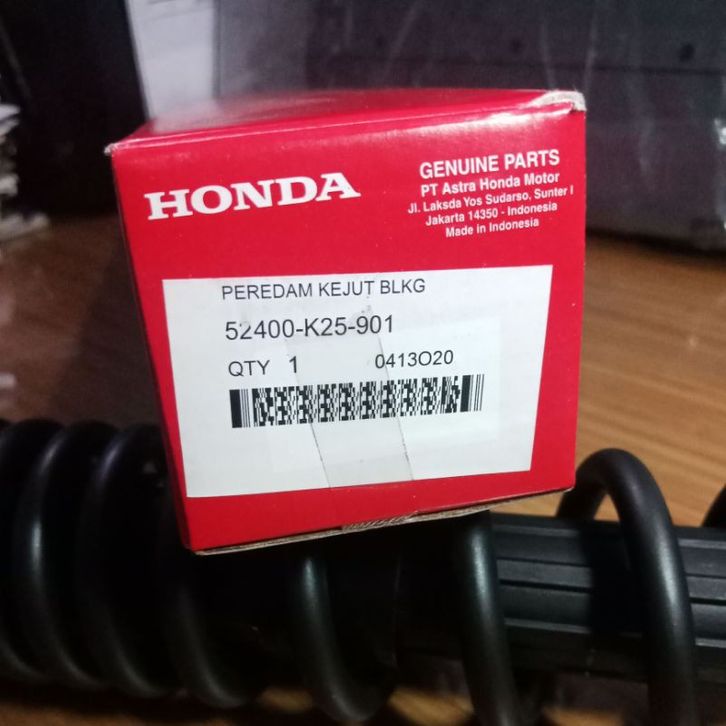 HONDA
GENUINE PARTS
PT Astra Honda Motor
Jl. Laksda Yos Sudarso, Sunter I
Jakarta 14350 - Indonesia
Made in Indonesia
PEREDAM KEJUT BLKG
52400-K25-901
QTY 1 0413O20